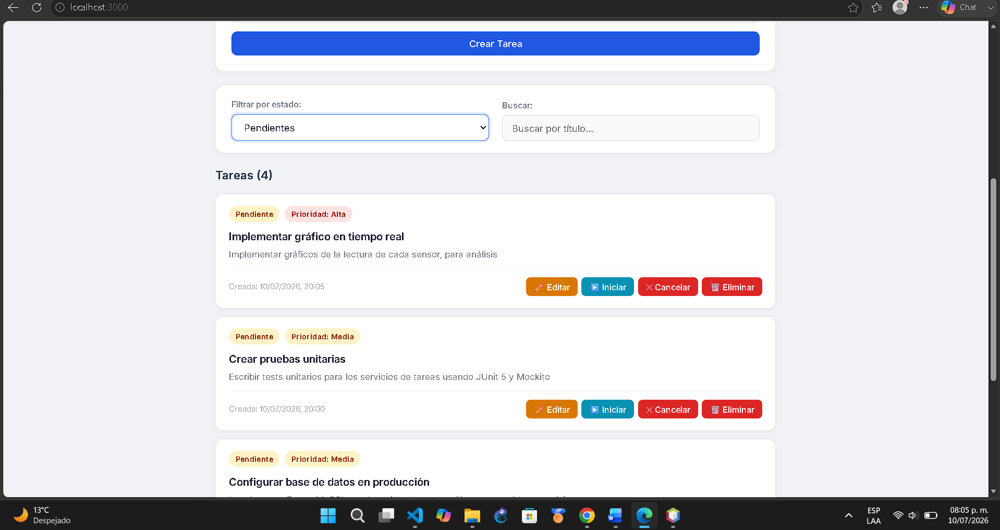 localhost:3000
Chat
Crear Tarea
Filtrar por estado:
Buscar:
Pendientes
Buscar por título...
Tareas (4)
Pendiente
Prioridad: Alta
Implementar gráfico en tiempo real
Implementar gráficos de la lectura de cada sensor, para análisis
Creada: 10/07/2026, 20:05
Editar
Iniciar
Cancelar
Eliminar
Pendiente
Prioridad: Media
Crear pruebas unitarias
Escribir tests unitarios para los servicios de tareas usando JUnit 5 y Mockito
Creada: 10/07/2026, 20:00
Editar
Iniciar
Cancelar
Eliminar
Pendiente
Prioridad: Media
Configurar base de datos en producción
13°C
Despejado
ESP
LAA
08:05 p. m.
10/07/2026